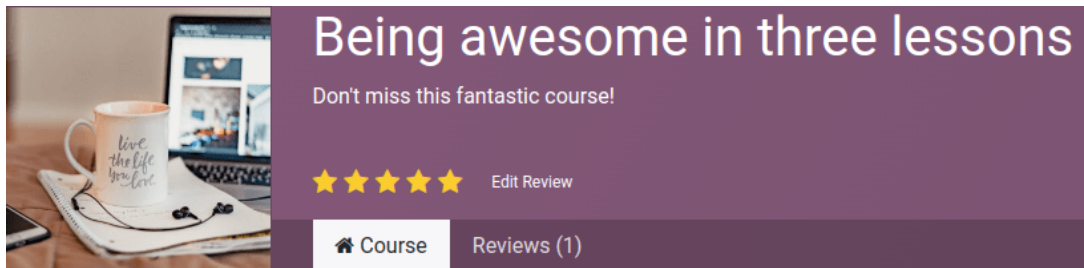 Being awesome in three lessons
Don't miss this fantastic course!
live
the life
you love
Edit Review
Course
Reviews (1)